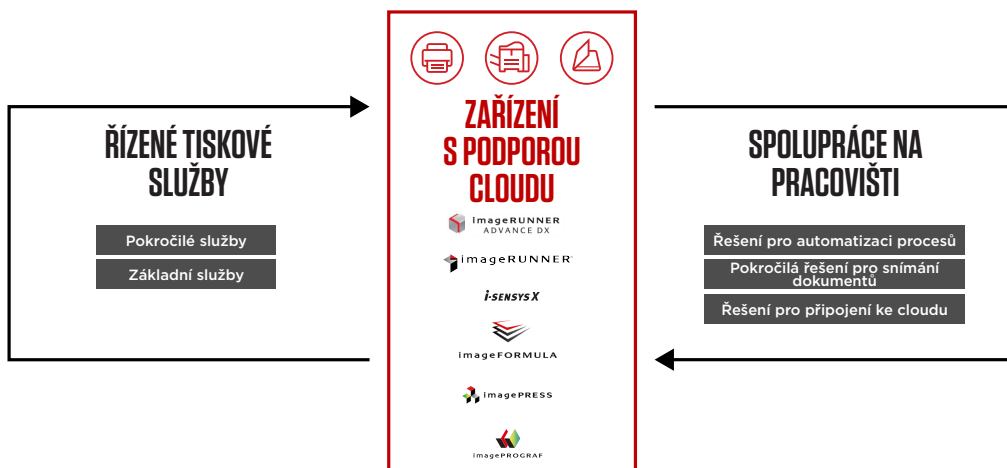 ŘÍZENÉ TISKOVÉ
SLUŽBY
Pokročilé služby
Základní služby
ZAŘÍZENÍ
S PODPOROU
CLOUDU
imageRUNNER
ADVANCE DX
imageRUNNER
i-SENSYS X
imageFORMULA
imagePRESS
imagePROGRAF
SPOLUPRÁCE NA
PRACOVIŠTI
Řešení pro automatizaci procesů
Pokročilá řešení pro snímání
dokumentů
Řešení pro připojení ke cloudu